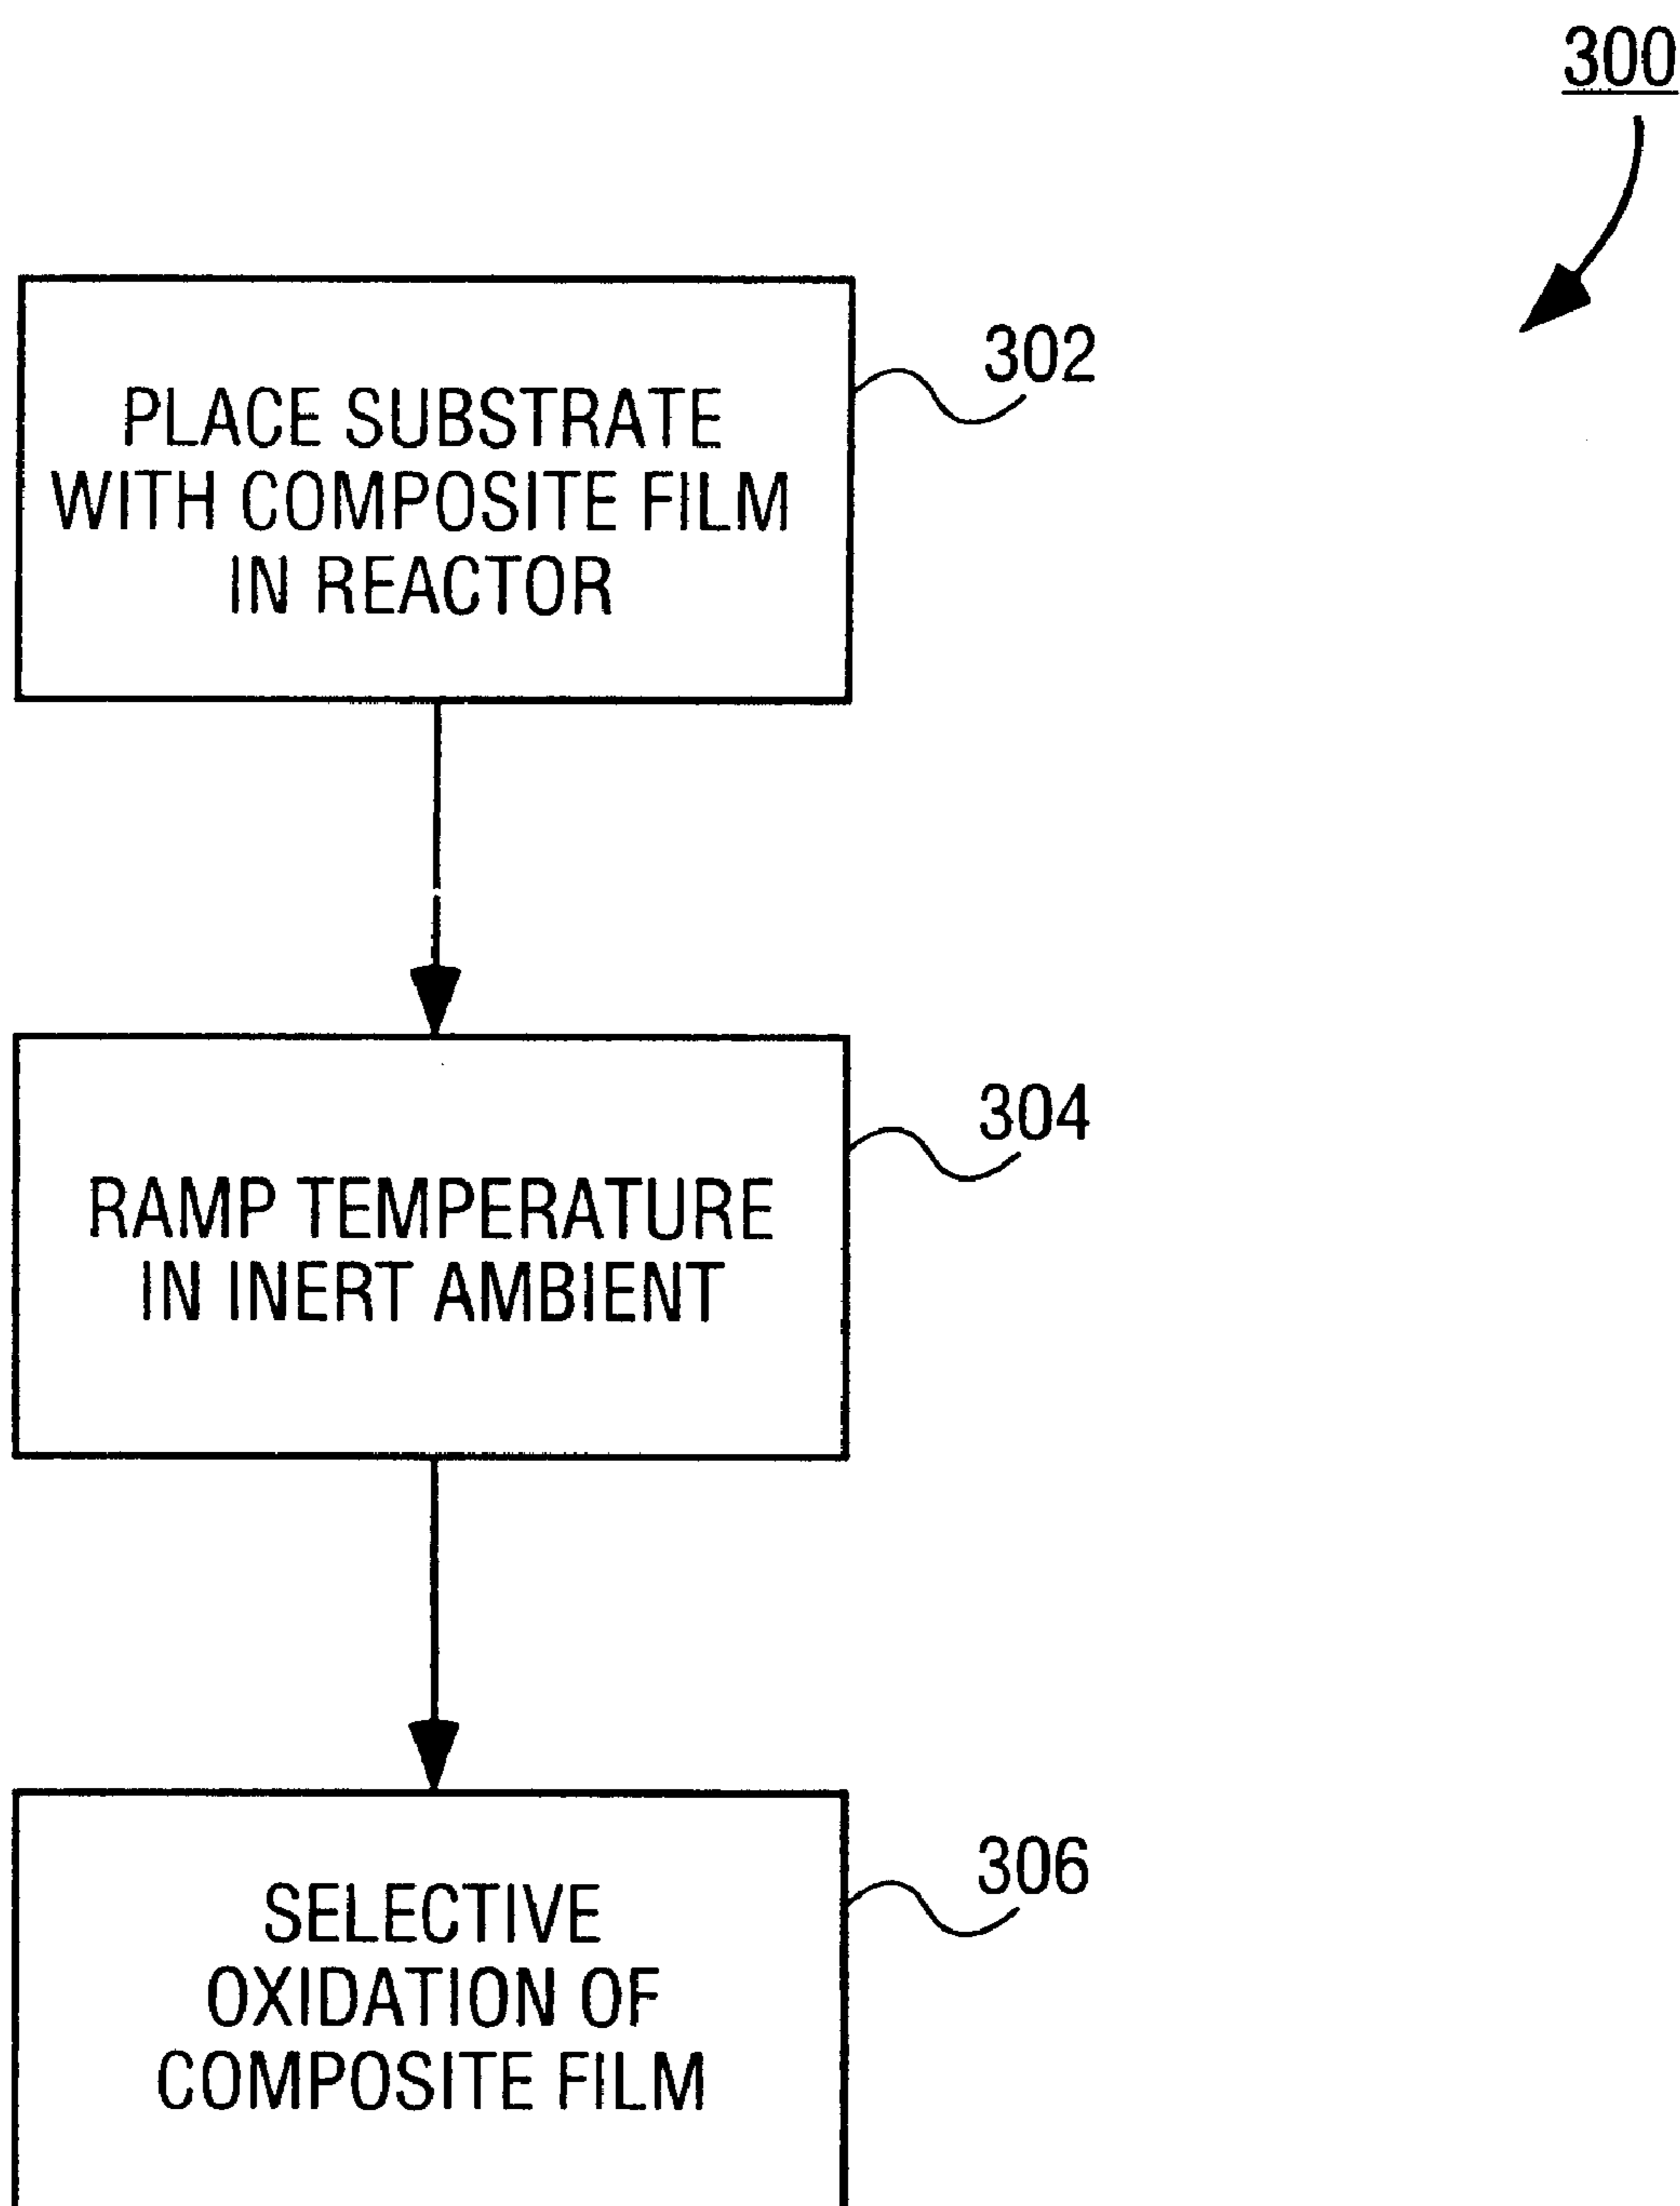 300
302
PLACE SUBSTRATE
WITH COMPOSITE FILM
IN REACTOR
304
RAMP TEMPERATURE
IN INERT AMBIENT
306
SELECTIVE
OXIDATION OF
COMPOSITE FILM